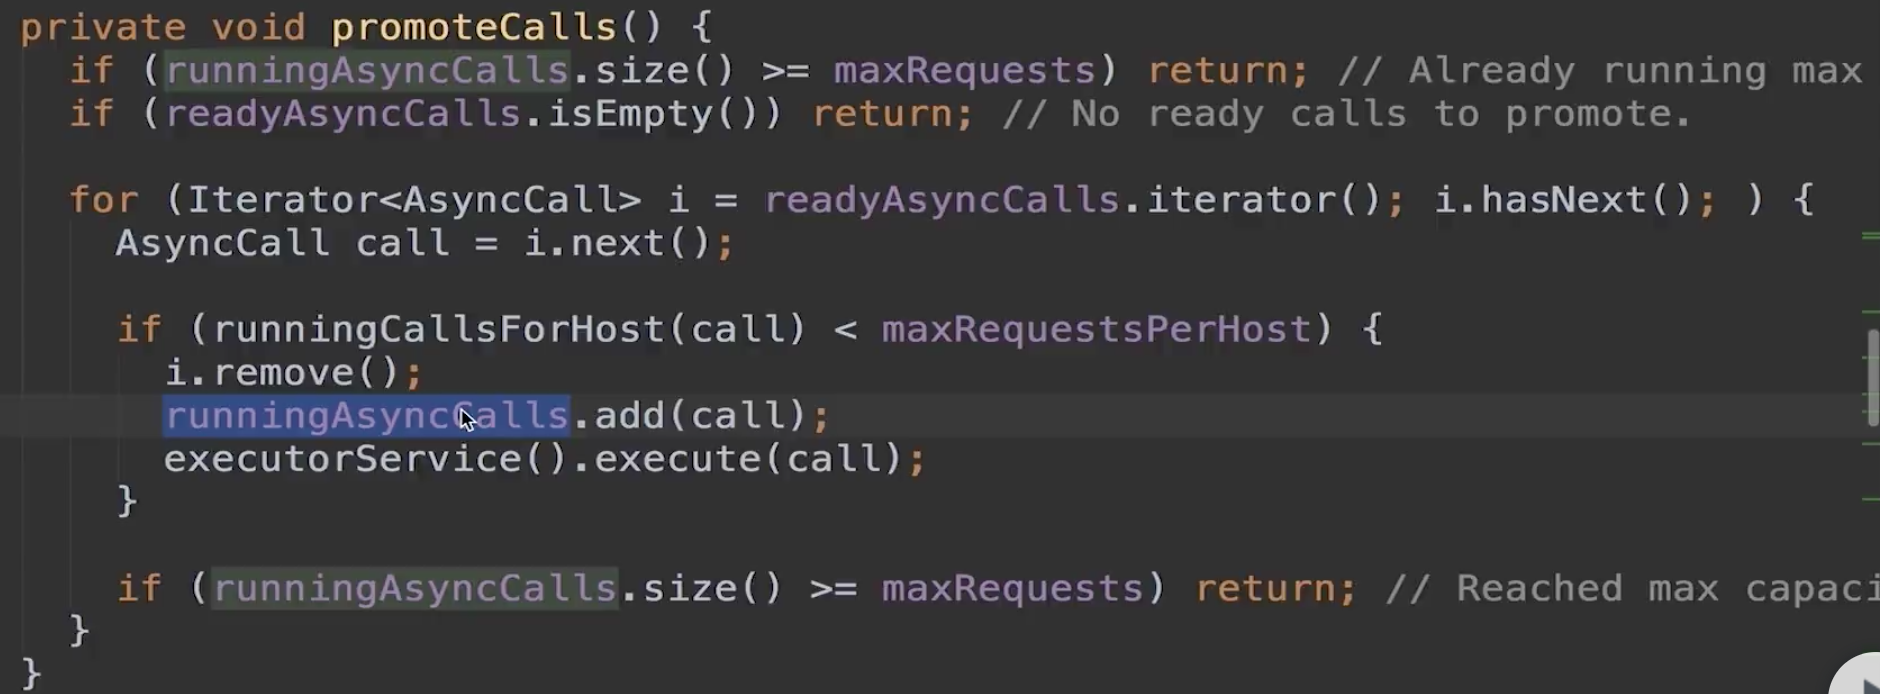 private void promoteCalls() {
if (runningAsyncCalls.size() >= maxRequests) return; // Already running max
if (readyAsyncCalls.isEmpty()) return; // No ready calls to promote.
for (Iterator<AsyncCall> i = readyAsyncCalls.iterator(); i.hasNext(); ) {
AsyncCall call = i.next();
if (runningCallsForHost(call) < maxRequestsPerHost) {
i.remove();
runningAsyncCalls.add(call);
executorService().execute(call);
}
if (runningAsyncCalls.size() >= maxRequests) return; // Reached max capaci
}
}